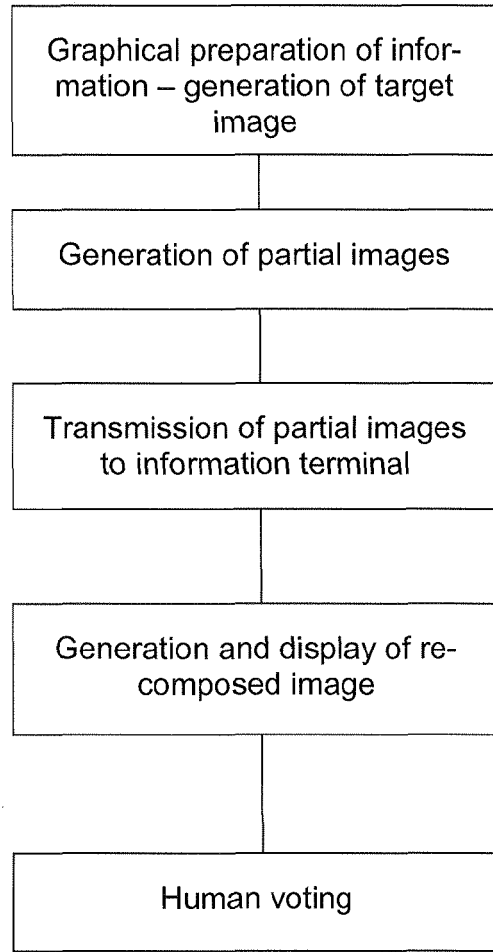 Graphical preparation of infor-
mation – generation of target
image
Generation of partial images
Transmission of partial images
to information terminal
Generation and display of re-
composed image
Human voting